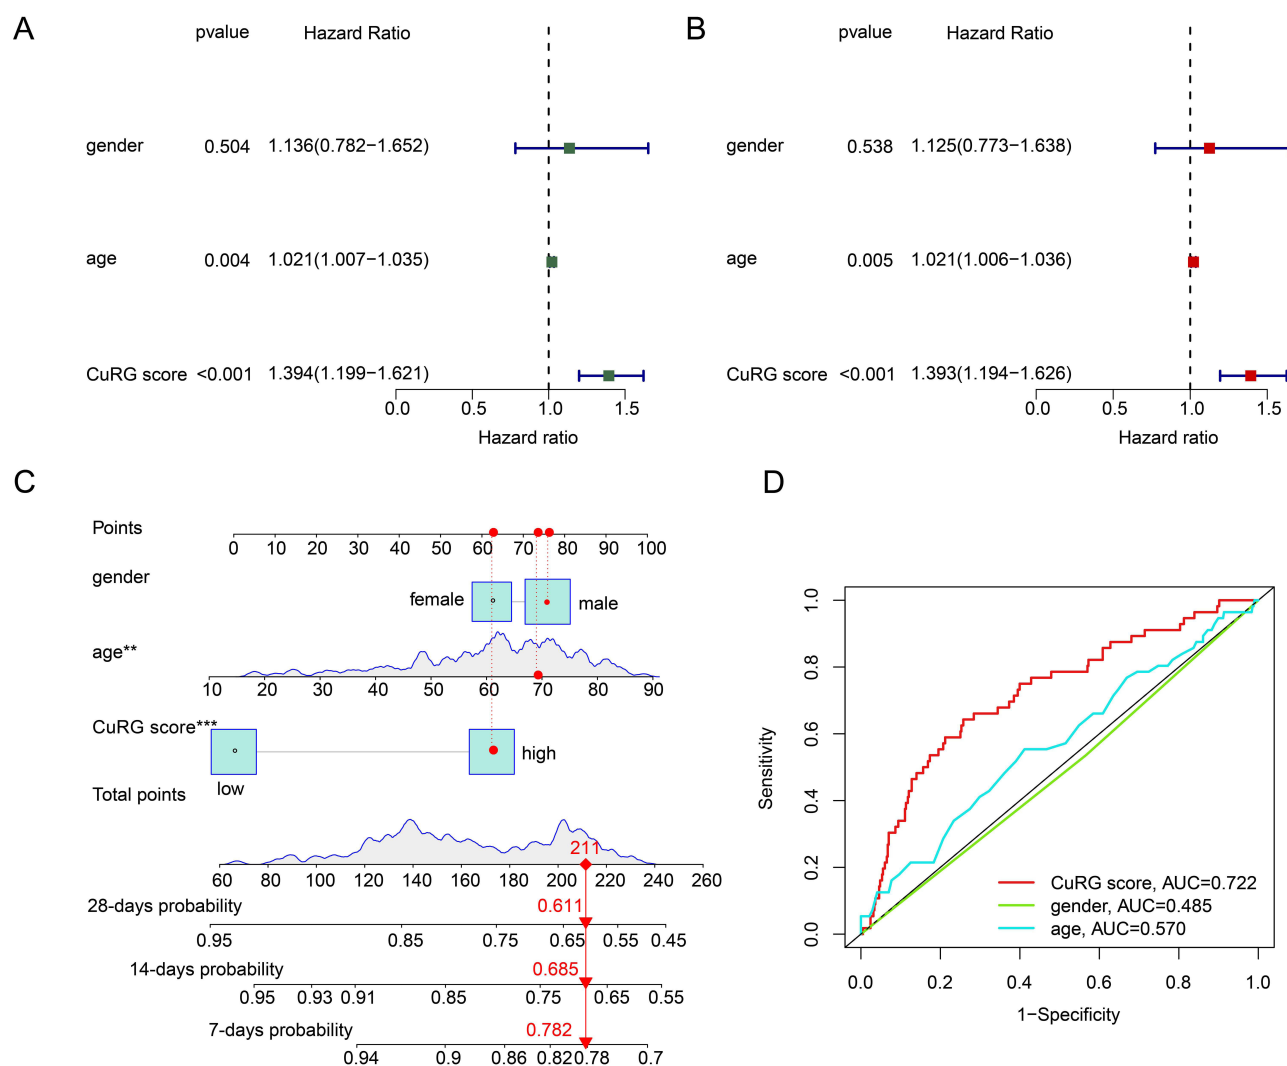 A
pvalue Hazard Ratio
gender 0.504 1.136(0.782−1.652)
age 0.004 1.021(1.007−1.035)
CuRG score <0.001 1.394(1.199−1.621)
0.0 0.5 1.0 1.5
Hazard ratio
B
pvalue Hazard Ratio
gender 0.538 1.125(0.773−1.638)
age 0.005 1.021(1.006−1.036)
CuRG score <0.001 1.393(1.194−1.626)
0.0 0.5 1.0 1.5
Hazard ratio
C
Points
0 10 20 30 40 50 60 70 80 90 100
gender
female male
age**
10 20 30 40 50 60 70 80 90
CuRG score***
high
low
Total points
211
60 80 100 120 140 160 180 200 220 240 260
28-days probability 0.611
0.95 0.85 0.75 0.65 0.55 0.45
14-days probability 0.685
0.95 0.93 0.91 0.85 0.75 0.65 0.55
7-days probability 0.782
0.94 0.9 0.86 0.82 0.78 0.7
D
Sensitivity
1.0
0.8
0.6
0.4
0.2
0.0
CuRG score, AUC=0.722
gender, AUC=0.485
age, AUC=0.570
0.0 0.2 0.4 0.6 0.8 1.0
1−Specificity